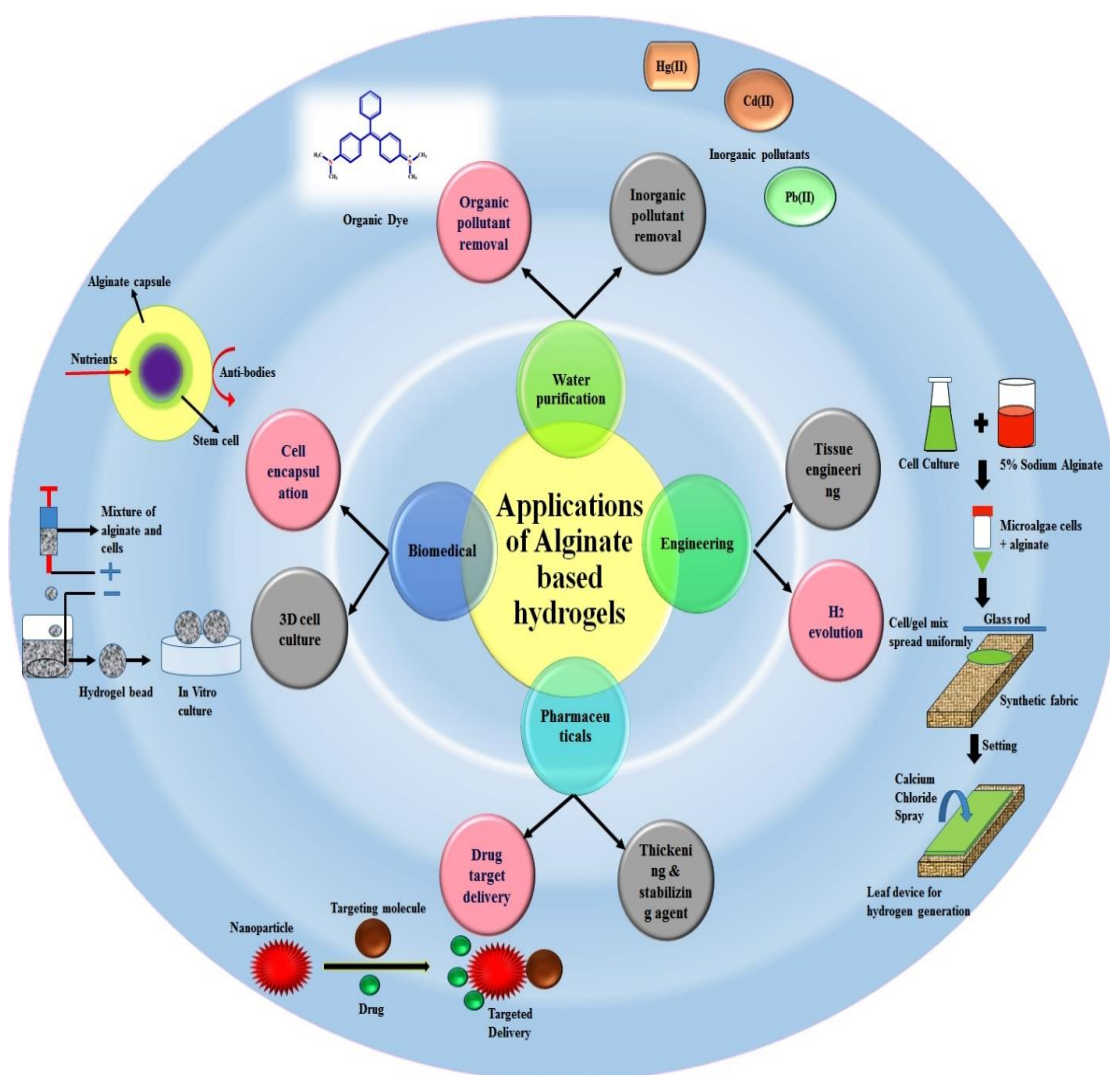 Hg(II)
Cd(II)
Inorganic pollutants
Pb(II)
H₃C
N
CH₃
CH₃
N
+
CH₃
Organic Dye
Organic
pollutant
removal
Inorganic
pollutant
removal
Alginate capsule
Nutrients
Anti-bodies
Stem cell
Water
purification
Cell
encapsul
ation
Tissue
engineeri
ng
Cell Culture
+
5% Sodium Alginate
Mixture of
alginate and
cells
+
−
Biomedical
Applications
of Alginate
based
hydrogels
Engineering
Microalgae cells
+ alginate
3D cell
culture
H2
evolution
Cell/gel mix
spread uniformly
Glass rod
Hydrogel bead
In Vitro
culture
Synthetic fabric
Pharmaceu
ticals
Setting
Calcium
Chloride
Spray
Drug
target
delivery
Thickeni
ng &
stabilizin
g agent
Leaf device for
hydrogen generation
Targeting molecule
Nanoparticle
Drug
Targeted
Delivery